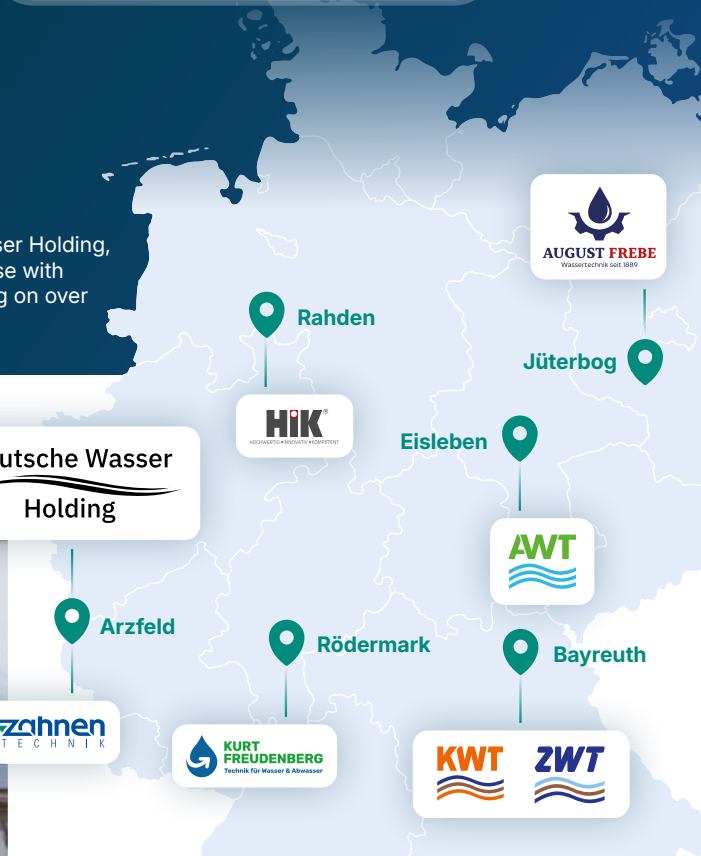 ser Holding,
se with
g on over
AUGUST FREBE
Wassertechnik seit 1889
Rahden
Jüterbog
HiK®
HOCHWERTIG • INNOVATIV • KOMPETENT
Eisleben
utsche Wasser
Holding
AWT
Arzfeld
Rödermark
Bayreuth
zahnen
TECHNIK
KURT
FREUDENBERG
Technik für Wasser & Abwasser
KWT
ZWT